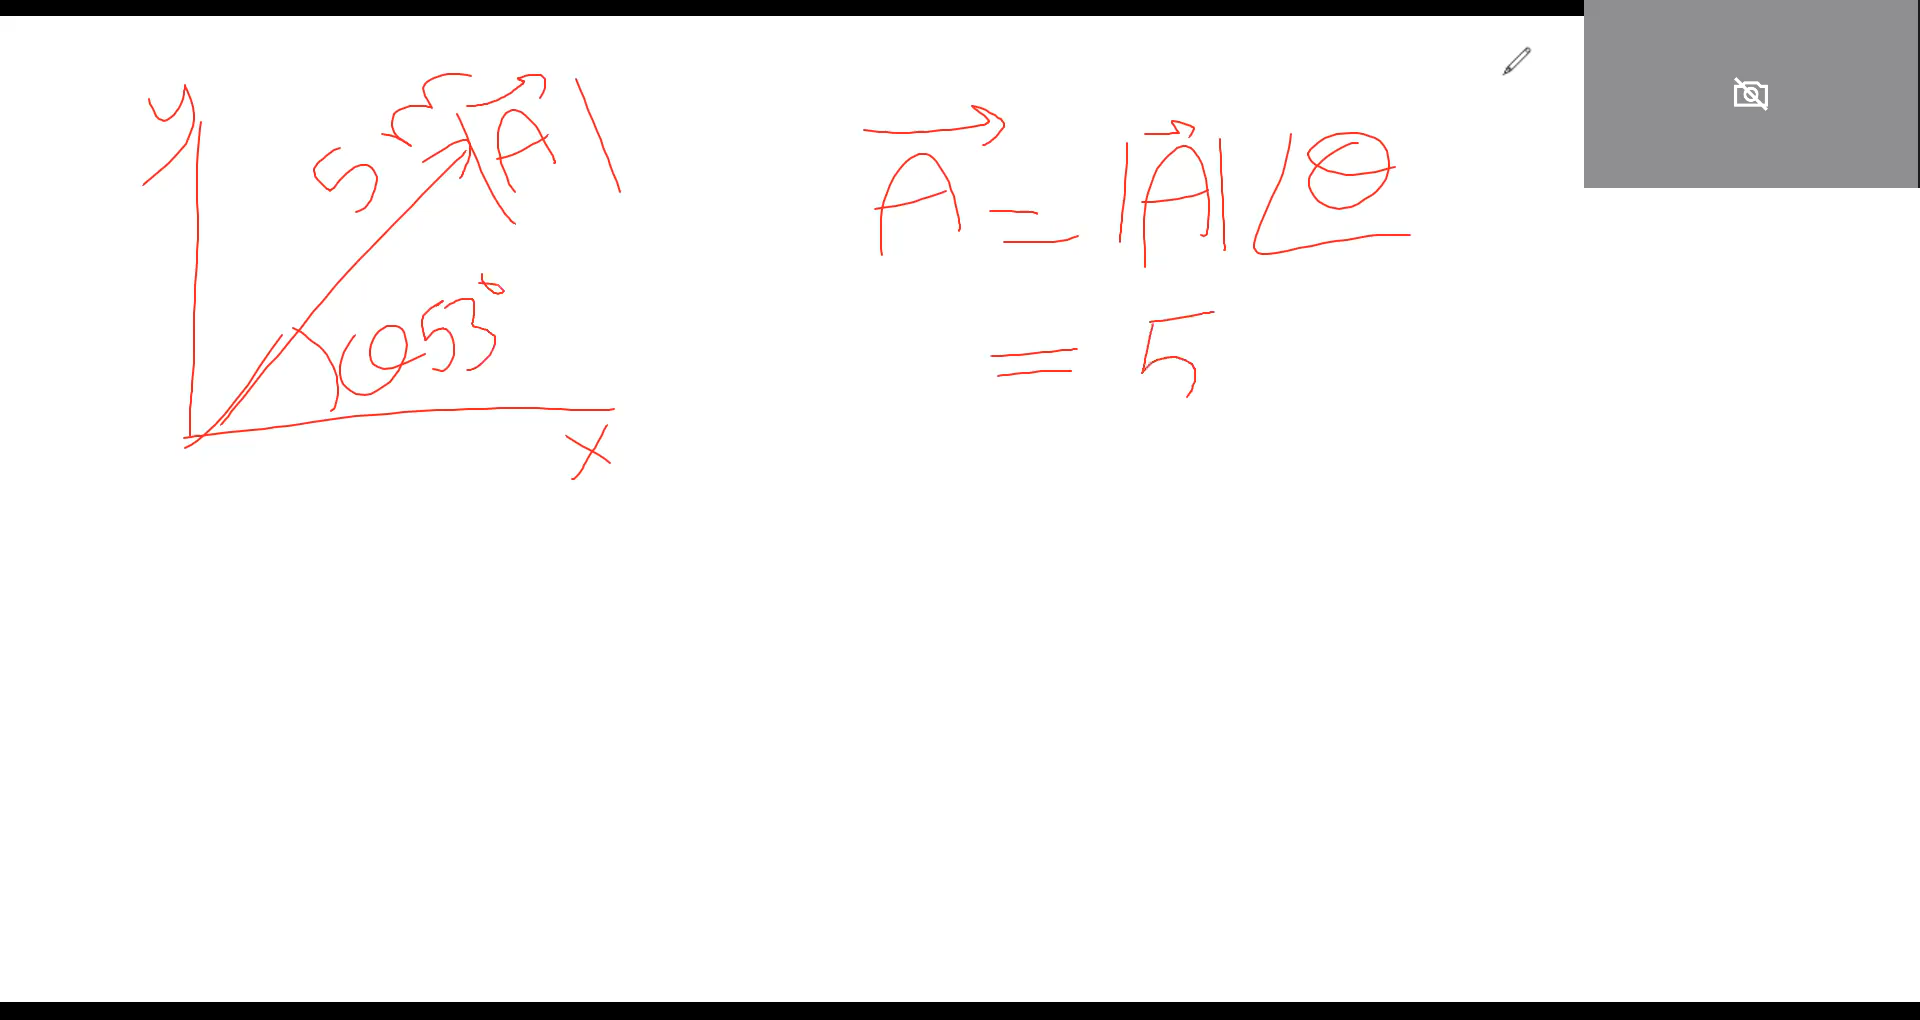 y
5 |A⃗|
θ 53°
x
A⃗ = |A⃗| ∠θ
= 5